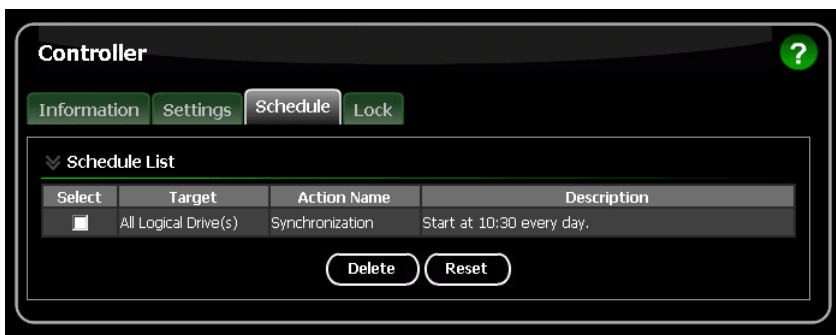 Controller
?
Information Settings Schedule Lock
Schedule List
Select Target Action Name Description
All Logical Drive(s) Synchronization Start at 10:30 every day.
Delete Reset